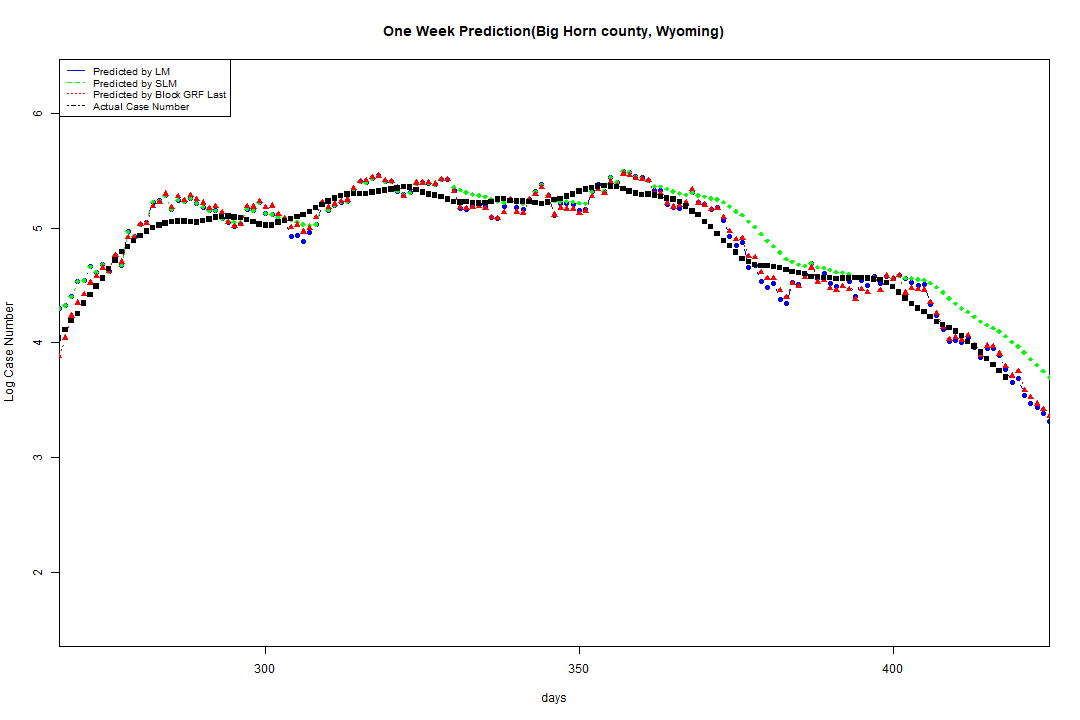 One Week Prediction(Big Horn county, Wyoming)
Predicted by LM
Predicted by SLM
Predicted by Block GRF Last
Actual Case Number
6
5
4
3
2
Log Case Number
300
350
400
days